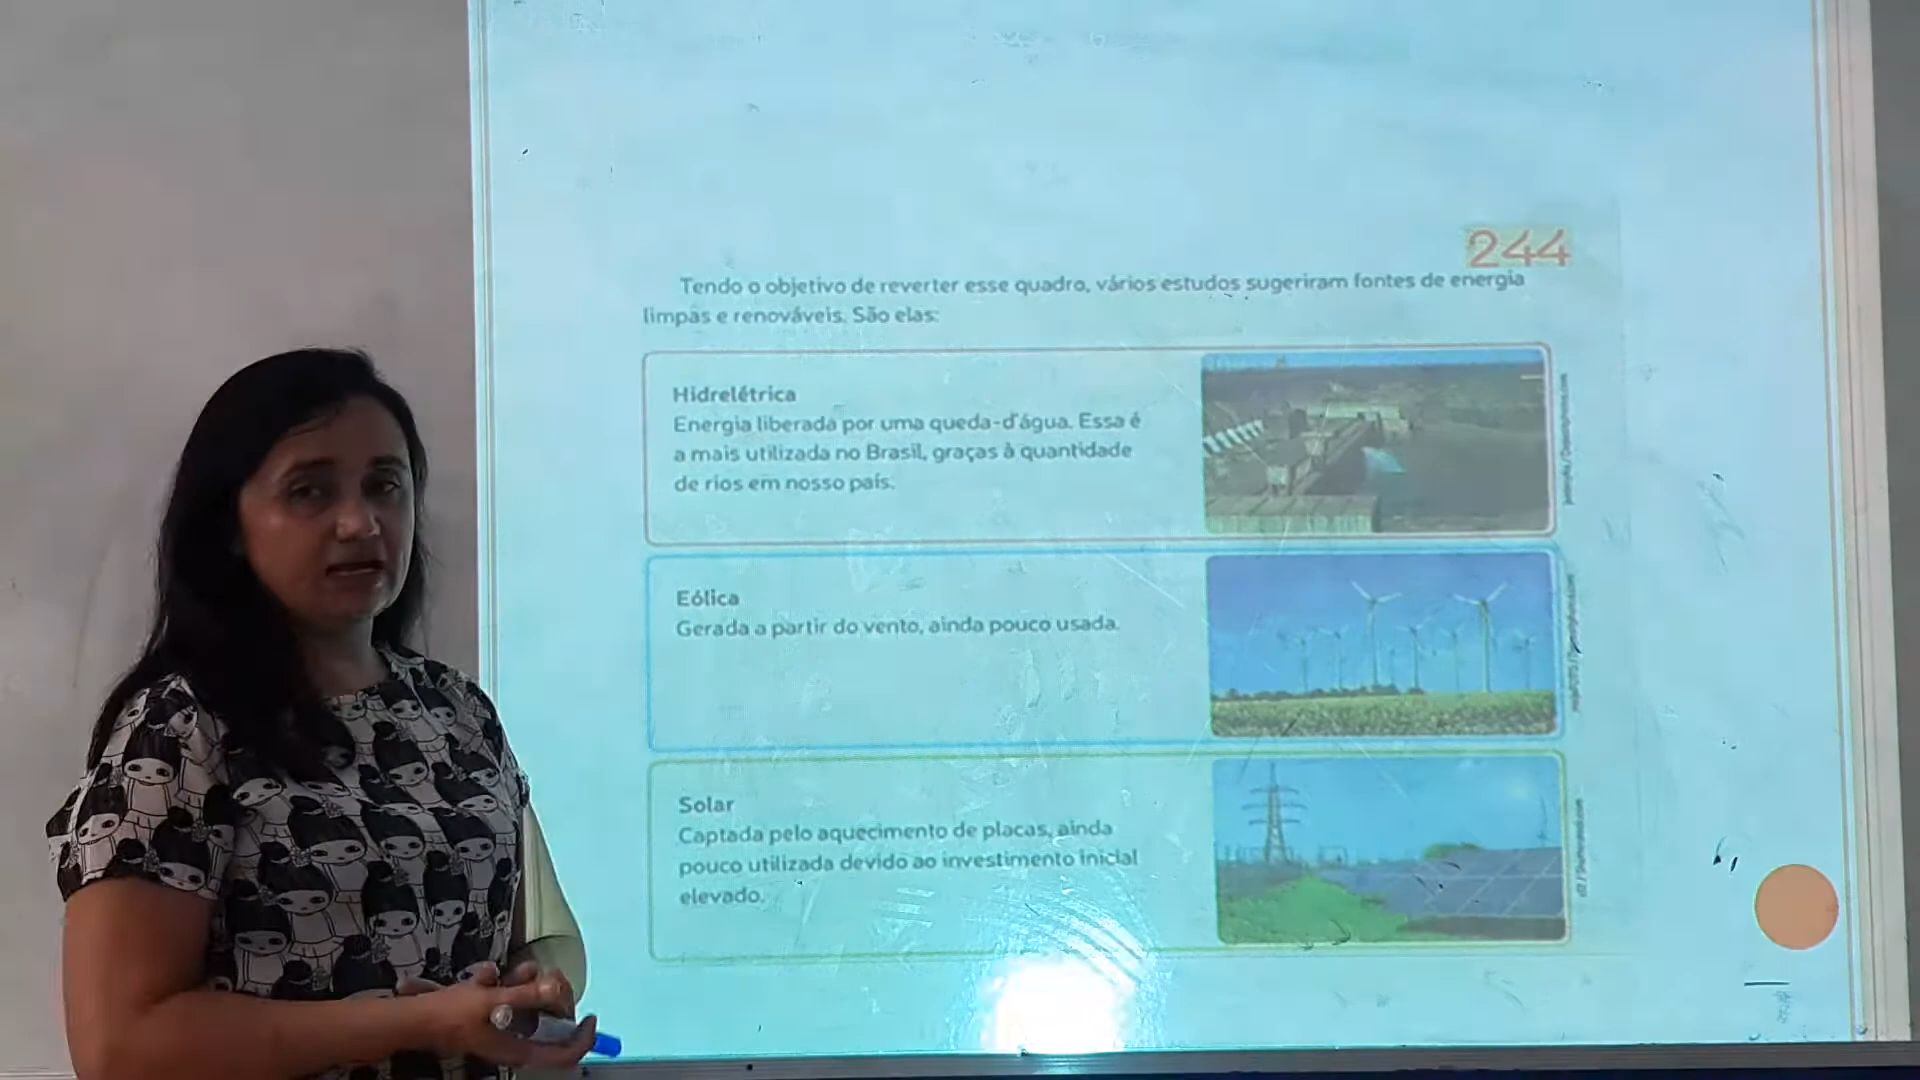 244
Tendo o objetivo de reverter esse quadro, vários estudos sugeriram fontes de energia
limpas e renováveis. São elas:
Hidrelétrica
Energia liberada por uma queda-d'água. Essa é
a mais utilizada no Brasil, graças à quantidade
de rios em nosso país.
Eólica
Gerada a partir do vento, ainda pouco usada.
Solar
Captada pelo aquecimento de placas, ainda
pouco utilizada devido ao investimento inicial
elevado.